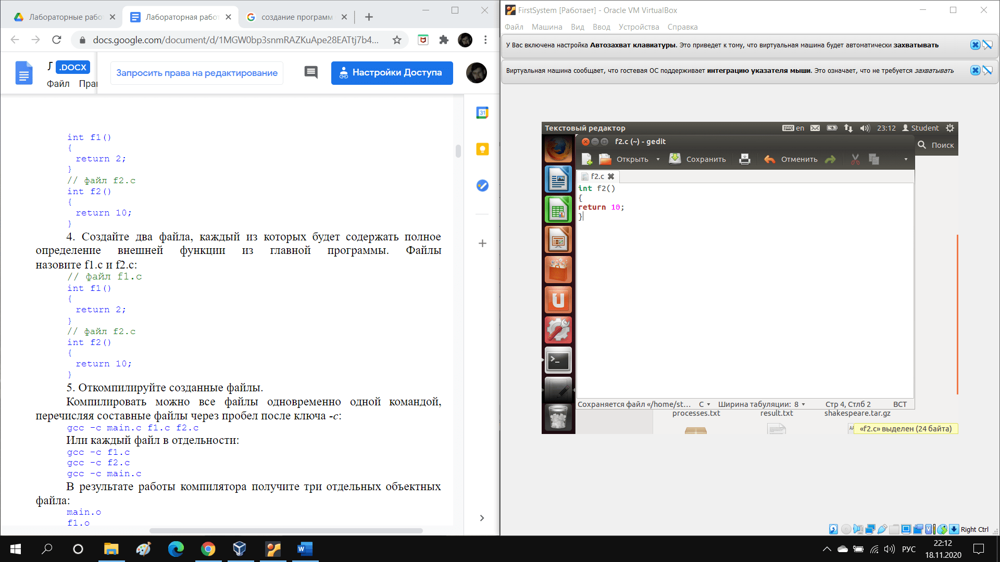 Лабораторные рабо
Лабораторная работ
создание программ
docs.google.com/document/d/1MGW0bp3snmRAZKuApe28EATtj7b4...
Л .DOCX
Файл Прав
Запросить права на редактирование
Настройки Доступа
31
int f1()
{
return 2;
}
// файл f2.c
int f2()
{
return 10;
}
4. Создайте два файла, каждый из которых будет содержать полное
определение внешней функции из главной программы. Файлы
назовите f1.c и f2.c:
// файл f1.c
int f1()
{
return 2;
}
// файл f2.c
int f2()
{
return 10;
}
5. Откомпилируйте созданные файлы.
Компилировать можно все файлы одновременно одной командой,
перечисляя составные файлы через пробел после ключа -c:
gcc -c main.c f1.c f2.c
Или каждый файл в отдельности:
gcc -c f1.c
gcc -c f2.c
gcc -c main.c
В результате работы компилятора получите три отдельных объектных
файла:
main.o
f1.o
FirstSystem [Работает] - Oracle VM VirtualBox
Файл Машина Вид Ввод Устройства Справка
У Вас включена настройка Автозахват клавиатуры. Это приведет к тому, что виртуальная машина будет автоматически захватывать
Виртуальная машина сообщает, что гостевая ОС поддерживает интеграцию указателя мыши. Это означает, что не требуется захватывать
Текстовый редактор
en 23:12 Student
f2.c (~) - gedit
Поиск
Открыть Сохранить Отменить
f2.c
int f2()
{
return 10;
}
Сохраняется файл «/home/st... C Ширина табуляции: 8 Стр 4, Стлб 2 ВСТ
processes.txt result.txt shakespeare.tar.gz
«f2.c» выделен (24 байта)
Right Ctrl
РУС
22:12
18.11.2020